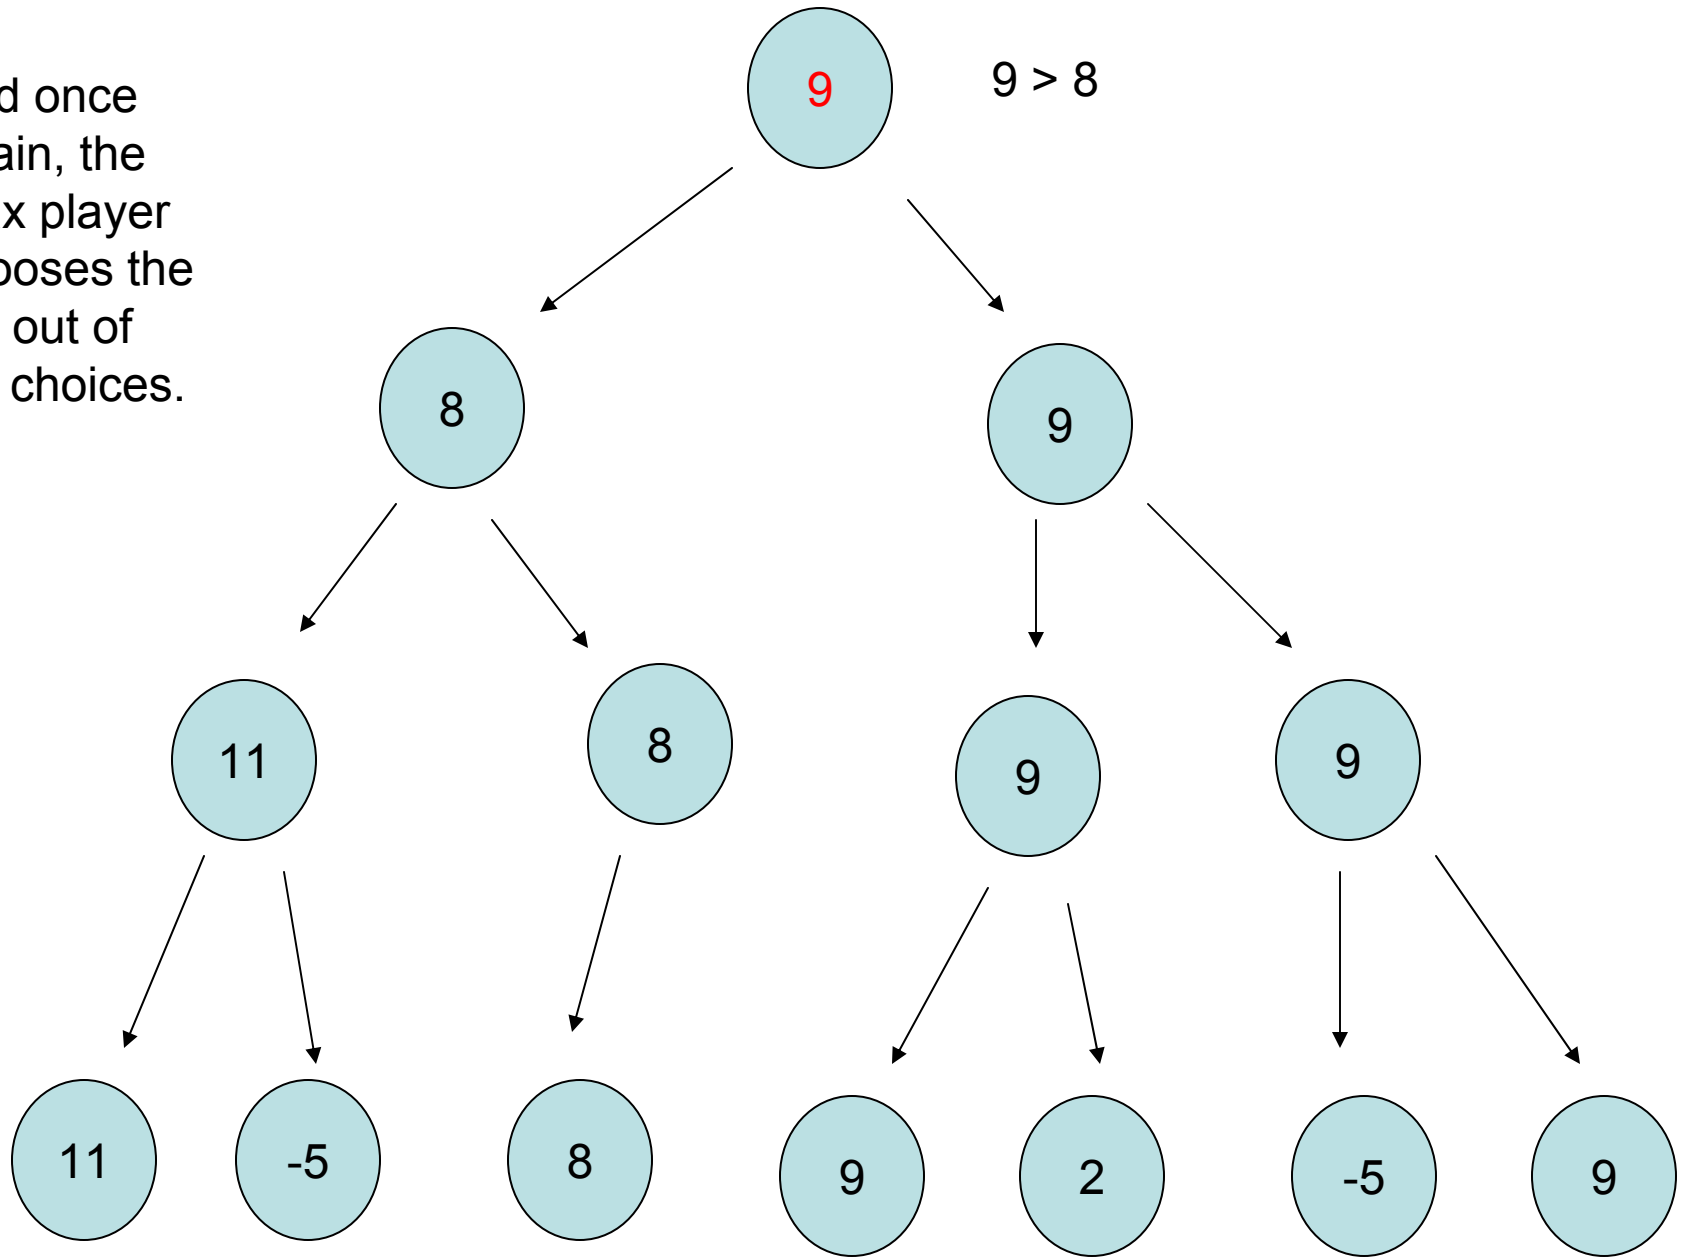 d once
ain, the
x player
ooses the
out of
choices.
9
9 > 8
8
9
11
8
9
9
11
-5
8
9
2
-5
9